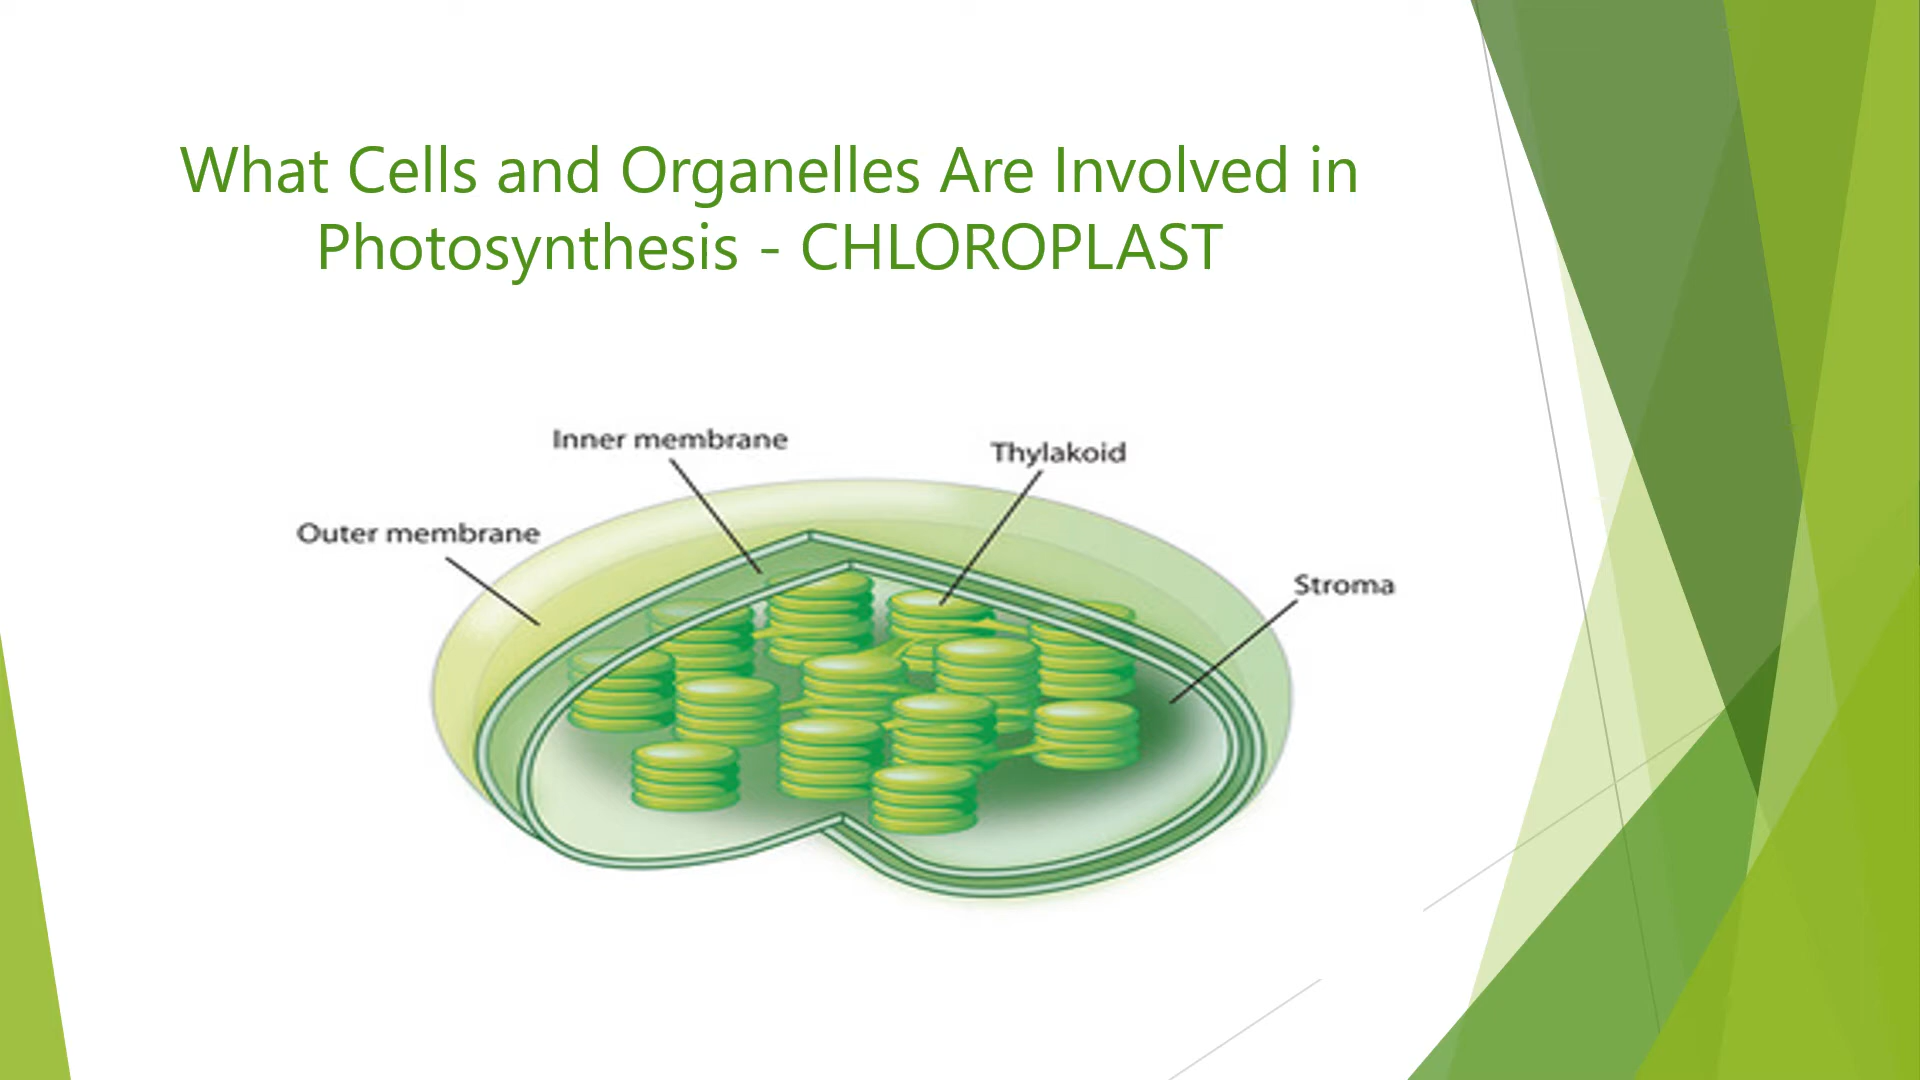 What Cells and Organelles Are Involved in
Photosynthesis - CHLOROPLAST
Inner membrane
Thylakoid
Outer membrane
Stroma